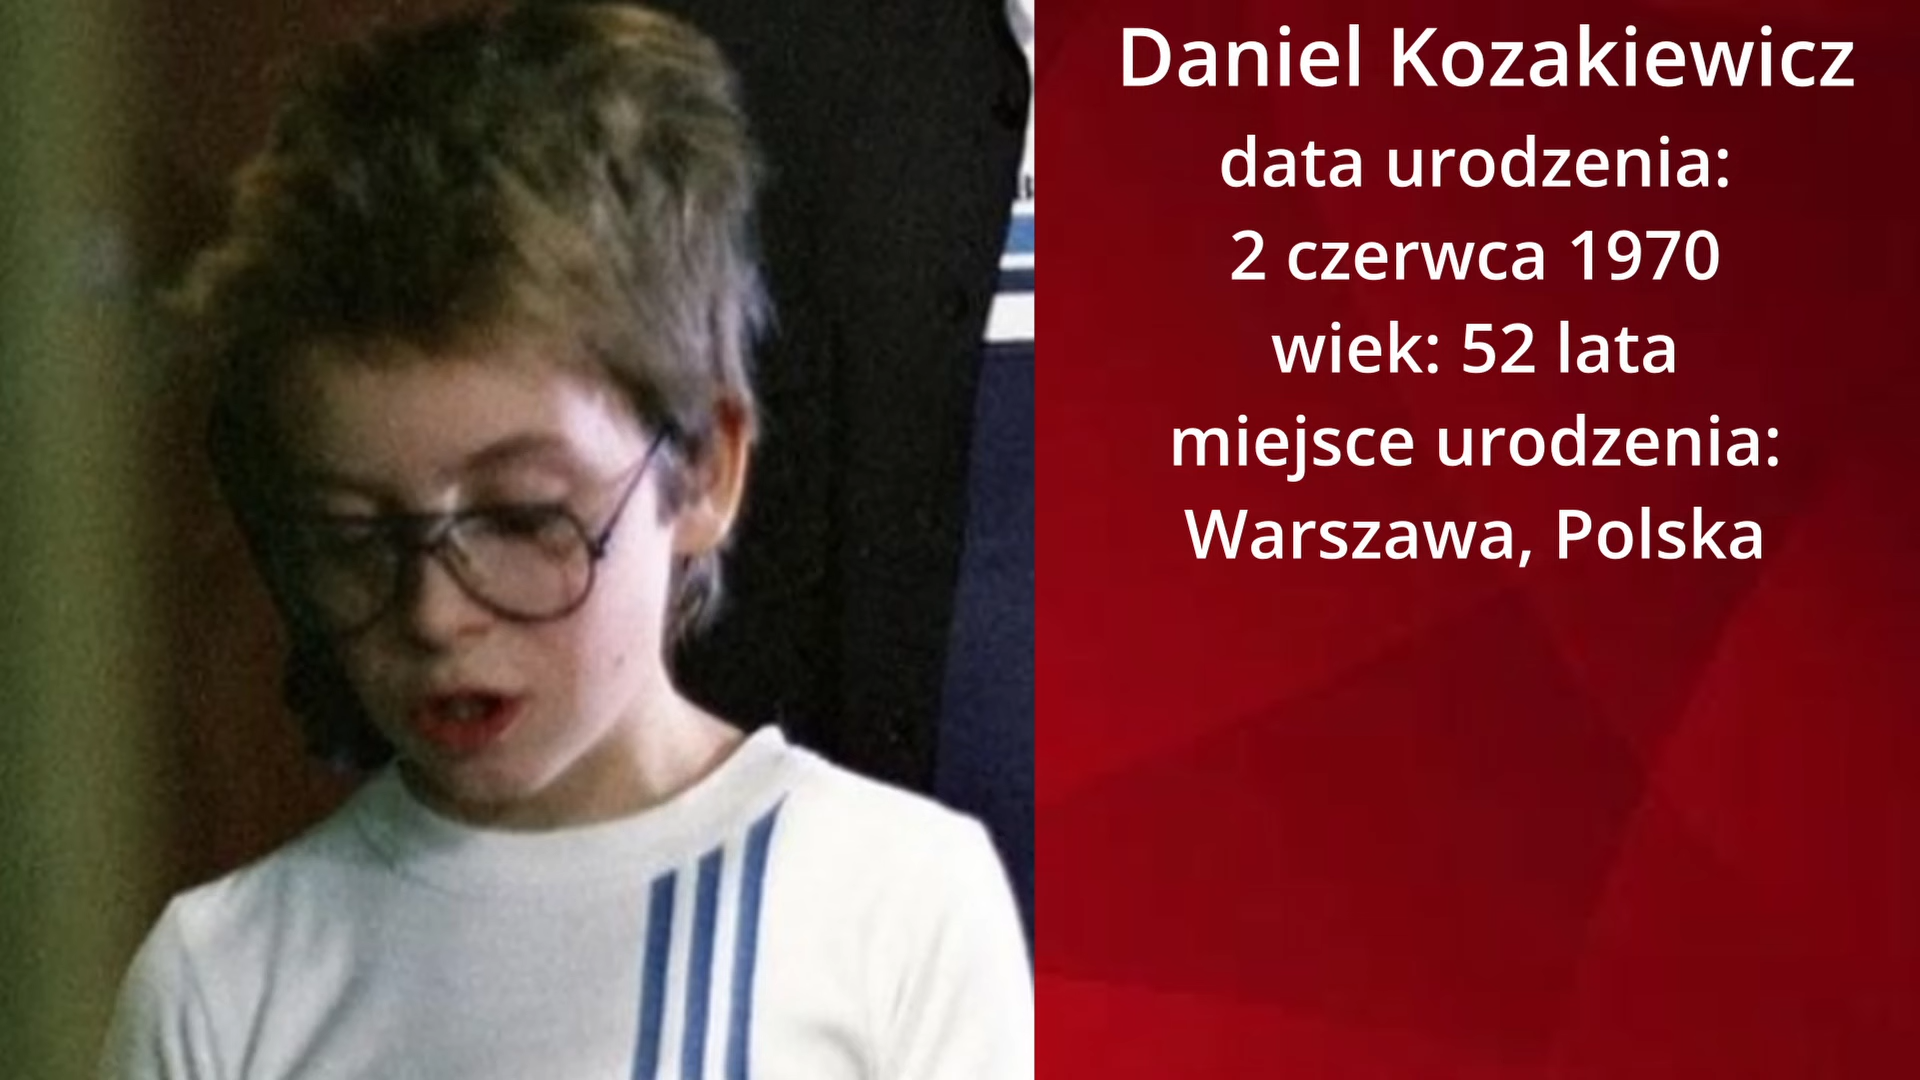 Daniel Kozakiewicz
data urodzenia:
2 czerwca 1970
wiek: 52 lata
miejsce urodzenia:
Warszawa, Polska